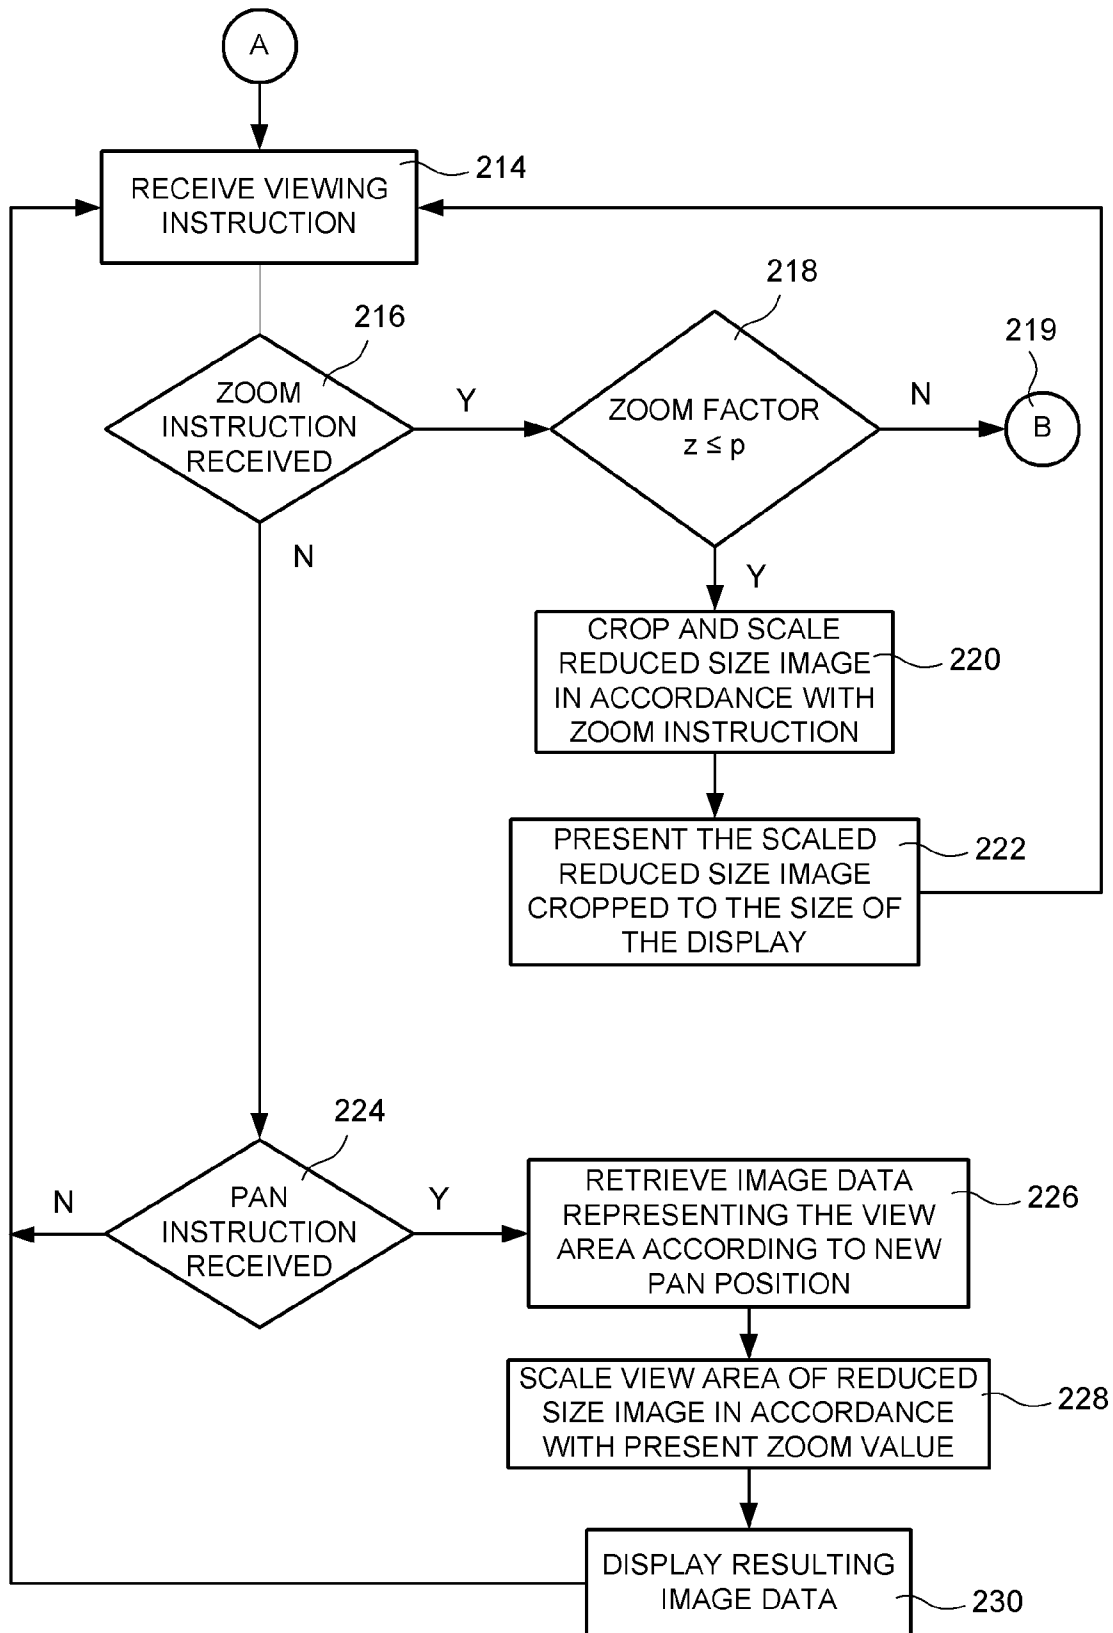 A
RECEIVE VIEWING
INSTRUCTION
214
216
ZOOM
INSTRUCTION
RECEIVED
Y
N
218
ZOOM FACTOR
z ≤ p
N
Y
219
B
CROP AND SCALE
REDUCED SIZE IMAGE
IN ACCORDANCE WITH
ZOOM INSTRUCTION
220
PRESENT THE SCALED
REDUCED SIZE IMAGE
CROPPED TO THE SIZE OF
THE DISPLAY
222
224
PAN
INSTRUCTION
RECEIVED
N
Y
RETRIEVE IMAGE DATA
REPRESENTING THE VIEW
AREA ACCORDING TO NEW
PAN POSITION
226
SCALE VIEW AREA OF REDUCED
SIZE IMAGE IN ACCORDANCE
WITH PRESENT ZOOM VALUE
228
DISPLAY RESULTING
IMAGE DATA
230